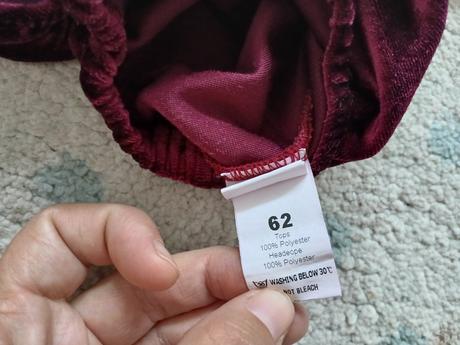 62
Tops
100% Polyester
Headecpe
100% Polyester
WASHING BELOW 30℃
NOT BLEACH